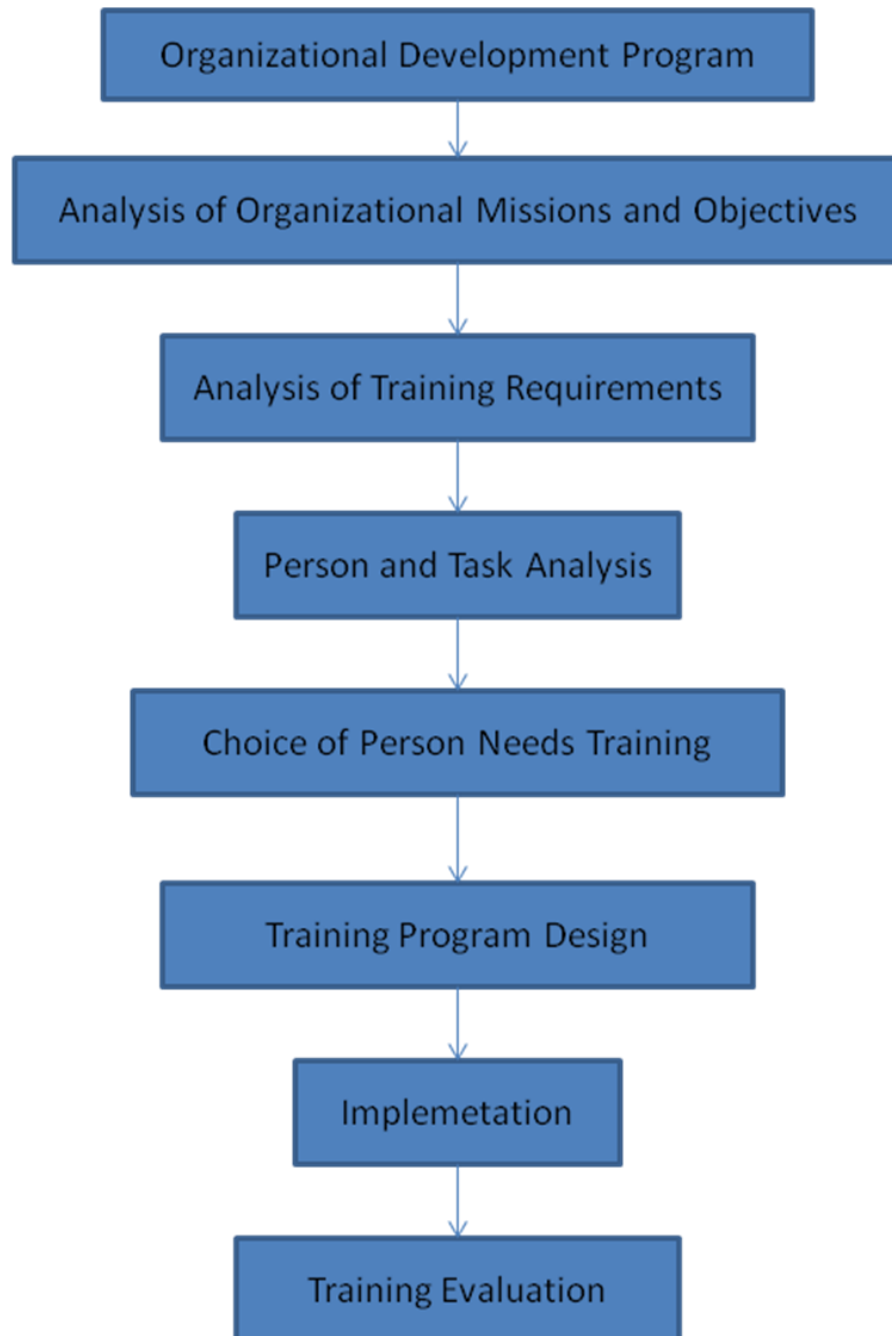 Organizational Development Program
Analysis of Organizational Missions and Objectives
Analysis of Training Requirements
Person and Task Analysis
Choice of Person Needs Training
Training Program Design
Implemetation
Training Evaluation